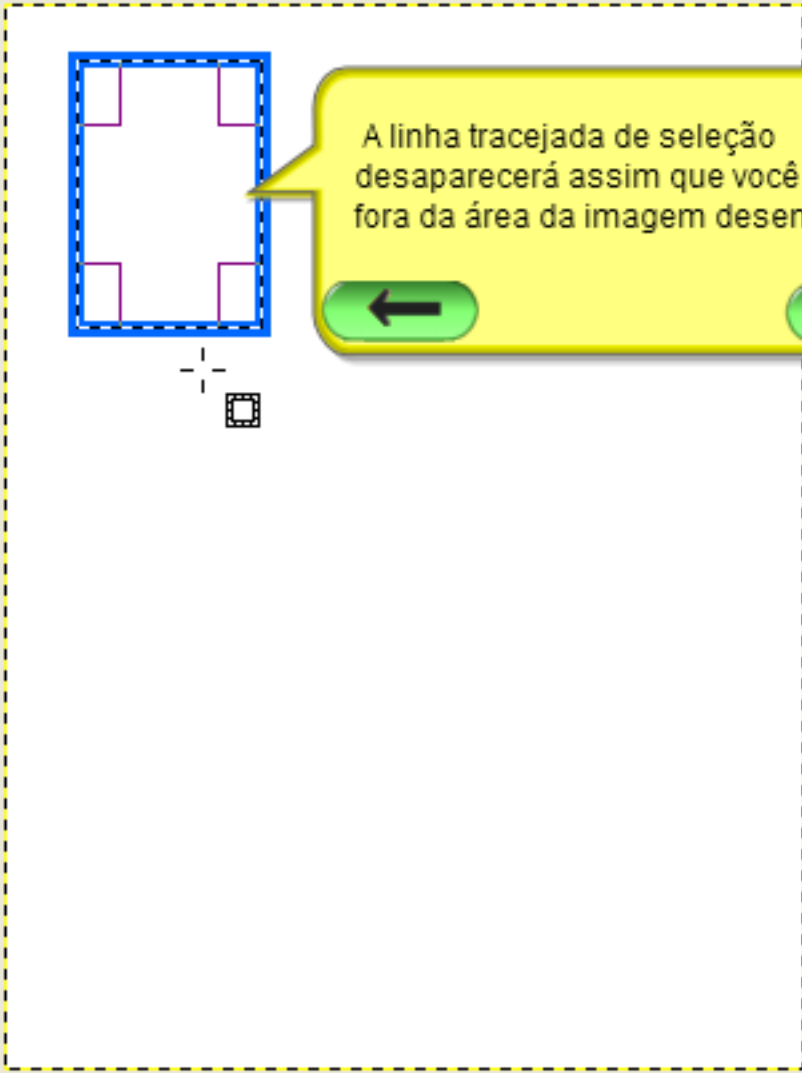 A linha tracejada de seleção
desaparecerá assim que você
fora da área da imagem